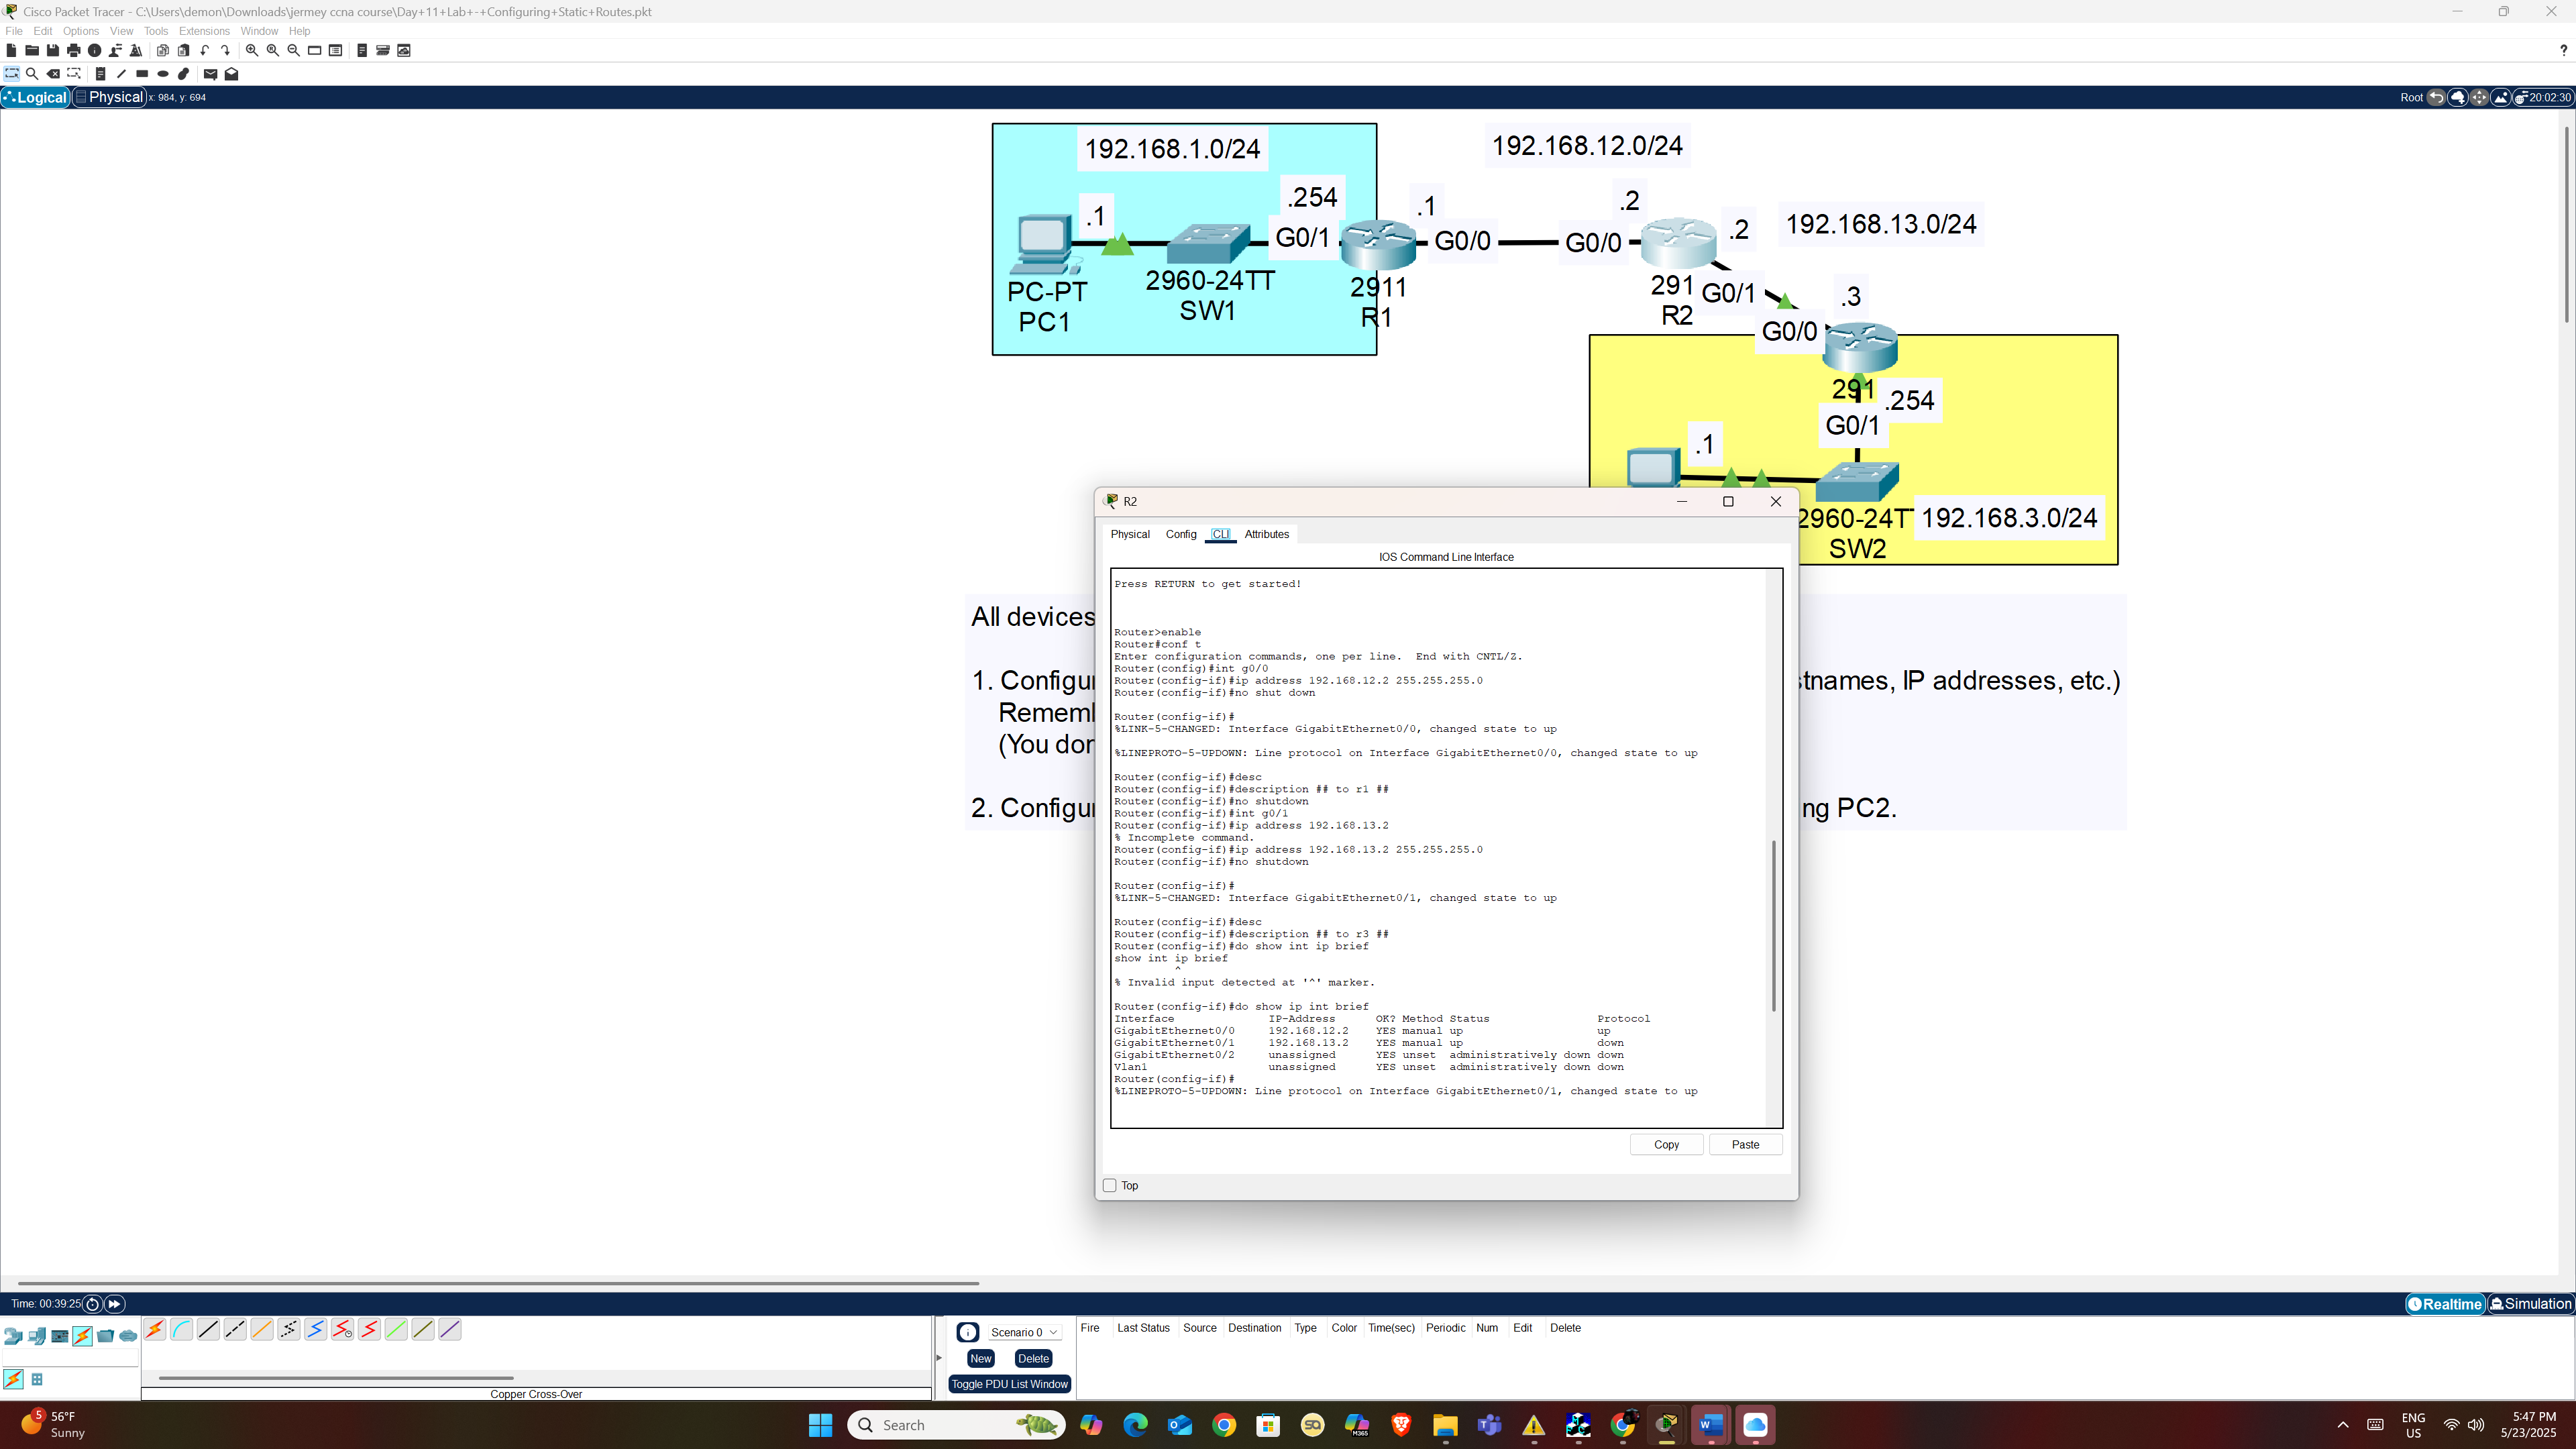 Cisco Packet Tracer - C:\Users\demon\Downloads\jermey ccna course\Day+11+Lab+-+Configuring+Static+Routes.pkt
File Edit Options View Tools Extensions Window Help
?
Logical Physical x: 984, y: 694
Root 20:02:30
192.168.1.0/24
192.168.12.0/24
.254
.1
.1
.2
.2
192.168.13.0/24
G0/1
G0/0
G0/0
PC-PT
PC1
2960-24TT
SW1
2911
R1
291
R2
G0/1
.3
G0/0
291
.254
G0/1
.1
2960-24T
SW2
192.168.3.0/24
All devices
1. Configu
Rememb
(You don
stnames, IP addresses, etc.)
2. Configu
ng PC2.
R2
Physical Config CLI Attributes
IOS Command Line Interface
Press RETURN to get started!
Router>enable
Router#conf t
Enter configuration commands, one per line. End with CNTL/Z.
Router(config)#int g0/0
Router(config-if)#ip address 192.168.12.2 255.255.255.0
Router(config-if)#no shut down
Router(config-if)#
%LINK-5-CHANGED: Interface GigabitEthernet0/0, changed state to up
%LINEPROTO-5-UPDOWN: Line protocol on Interface GigabitEthernet0/0, changed state to up
Router(config-if)#desc
Router(config-if)#description ## to r1 ##
Router(config-if)#no shutdown
Router(config-if)#int g0/1
Router(config-if)#ip address 192.168.13.2
% Incomplete command.
Router(config-if)#ip address 192.168.13.2 255.255.255.0
Router(config-if)#no shutdown
Router(config-if)#
%LINK-5-CHANGED: Interface GigabitEthernet0/1, changed state to up
Router(config-if)#desc
Router(config-if)#description ## to r3 ##
Router(config-if)#do show int ip brief
show int ip brief
^
% Invalid input detected at '^' marker.
Router(config-if)#do show ip int brief
Interface IP-Address OK? Method Status Protocol
GigabitEthernet0/0 192.168.12.2 YES manual up up
GigabitEthernet0/1 192.168.13.2 YES manual up down
GigabitEthernet0/2 unassigned YES unset administratively down down
Vlan1 unassigned YES unset administratively down down
Router(config-if)#
%LINEPROTO-5-UPDOWN: Line protocol on Interface GigabitEthernet0/1, changed state to up
Copy Paste
Top
Time: 00:39:25
Realtime Simulation
Scenario 0
New Delete
Toggle PDU List Window
Fire Last Status Source Destination Type Color Time(sec) Periodic Num Edit Delete
Copper Cross-Over
5
56°F
Sunny
Search
M365
ENG
US
5:47 PM
5/23/2025